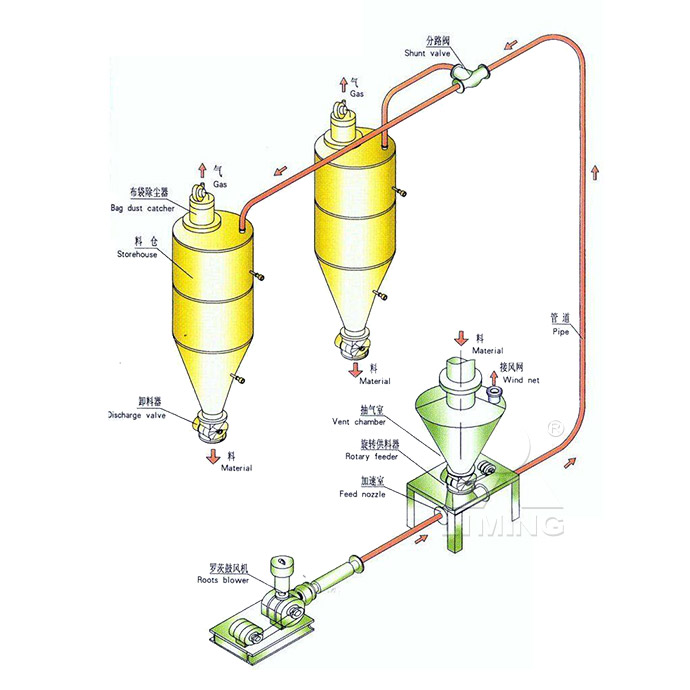 分路阀
Shunt valve
气
Gas
气
Gas
布袋除尘器
Bag dust catcher
料仓
Storehouse
管道
Pipe
料
Material
料
Material
接风网
Wind net
卸料器
Discharge valve
抽气室
Vent chamber
旋转供料器
Rotary feeder
®
料
Material
加速室
Feed nozzle
LIMING
罗茨鼓风机
Roots blower